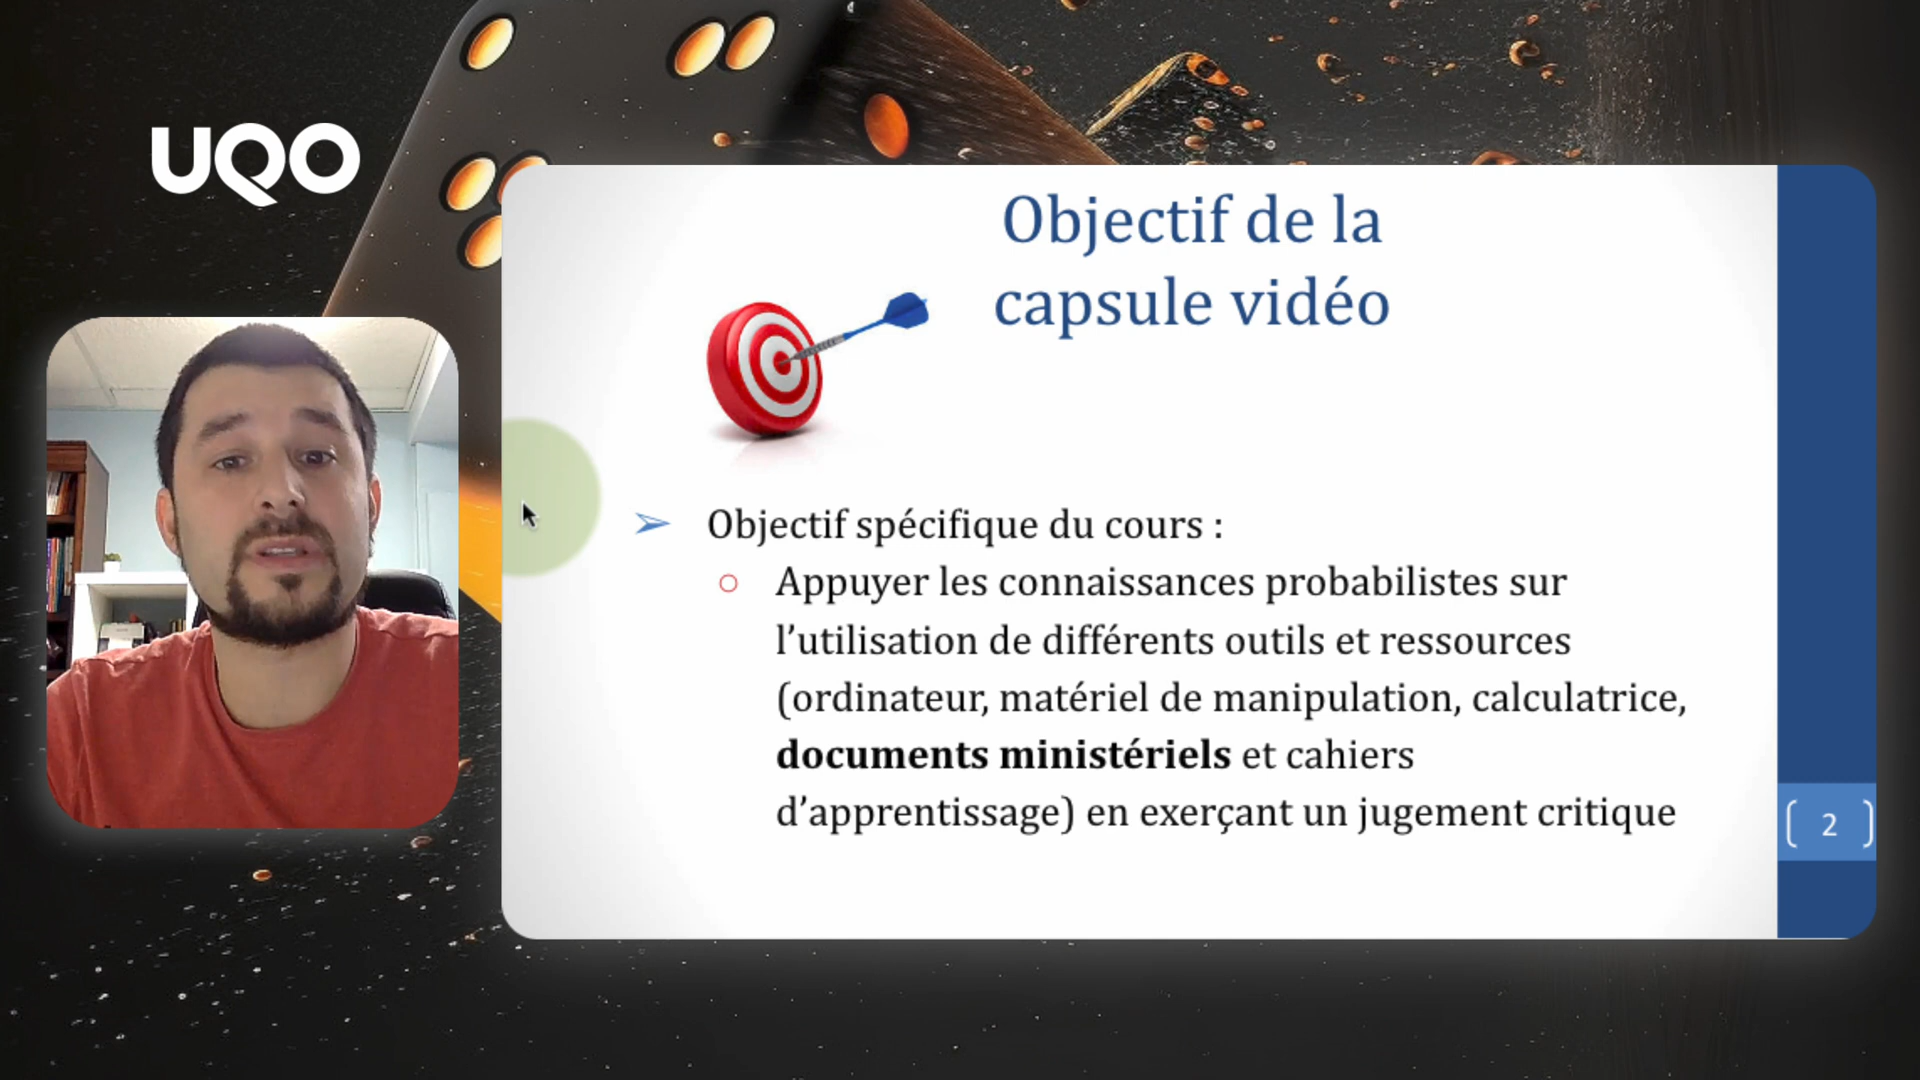 UQO
Objectif de la
capsule vidéo
Objectif spécifique du cours :
Appuyer les connaissances probabilistes sur
l’utilisation de différents outils et ressources
(ordinateur, matériel de manipulation, calculatrice,
documents ministériels et cahiers
d’apprentissage) en exerçant un jugement critique
2